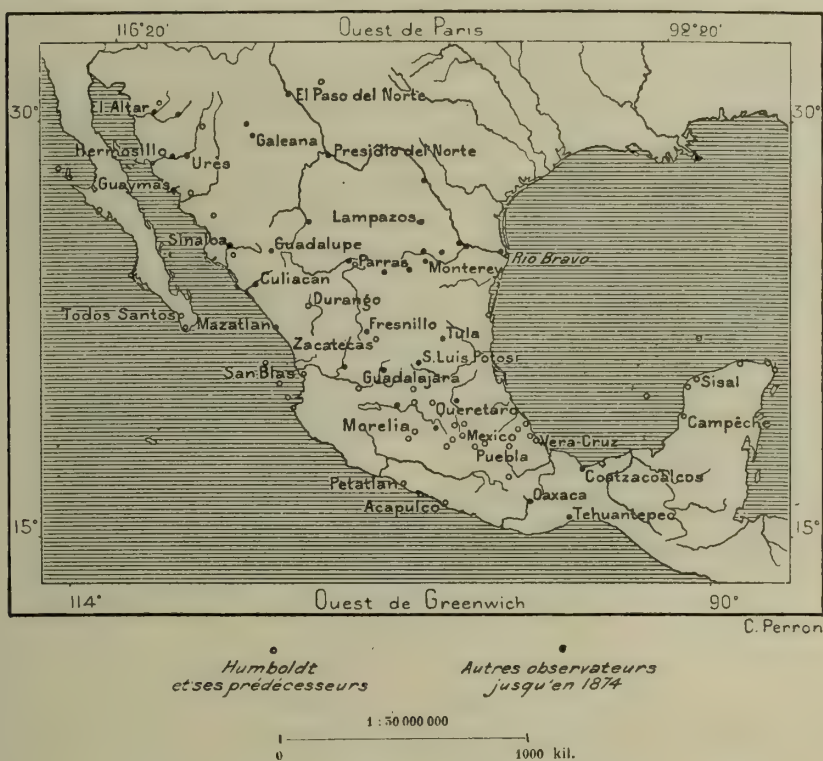 116°20' Ouest de Paris 92°20'
El Paso del Norte
El Altar
30° 30°
Galeana
Hermosillo
Ures
Presidio del Norte
Guaymas
Lampazos
Sinaloa
Guadalupe
Rio Bravo
Parras
Monterey
Culiacan
Durango
Todos Santos
Mazatlan
Fresnillo
Tula
Zacatecas
S. Luis Potosi
San Blas
Guadalajara
Sisal
Queretaro
Campêche
Morelia
Mexico
Vera-Cruz
Puebla
Coatzacoalcos
Petatlan
Oaxaca
Acapulco
Tehuantepec
15° 15°
114° Ouest de Greenwich 90°
C. Perron
Humboldt
et ses prédécesseurs
Autres observateurs
jusqu'en 1874
1 : 30 000 000
0 1000 kil.